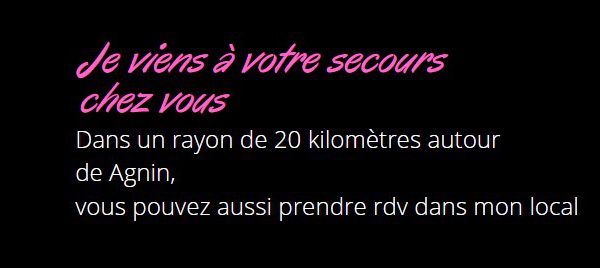 Je viens à votre secours
chez vous
Dans un rayon de 20 kilomètres autour
de Agnin,
vous pouvez aussi prendre rdv dans mon local